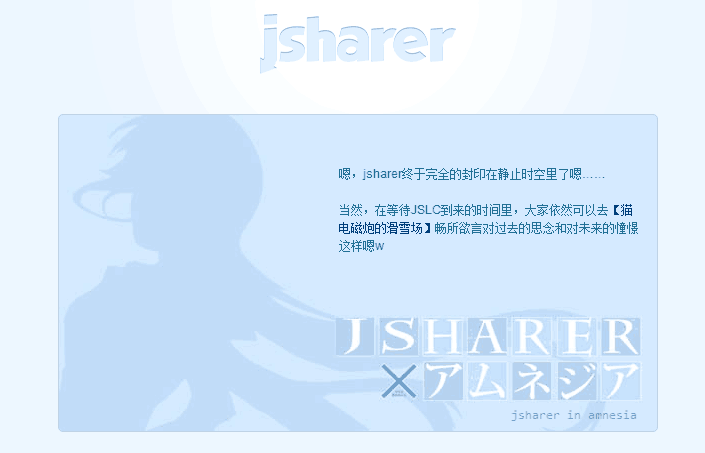 jsharer
嗯，jsharer终于完全的封印在静止时空里了嗯……
当然，在等待JSLC到来的时间里，大家依然可以去【猫
电磁炮的滑雪场】畅所欲言对过去的思念和对未来的憧憬
这样嗯w
JSHARER
×アムネジア
jsharer in amnesia